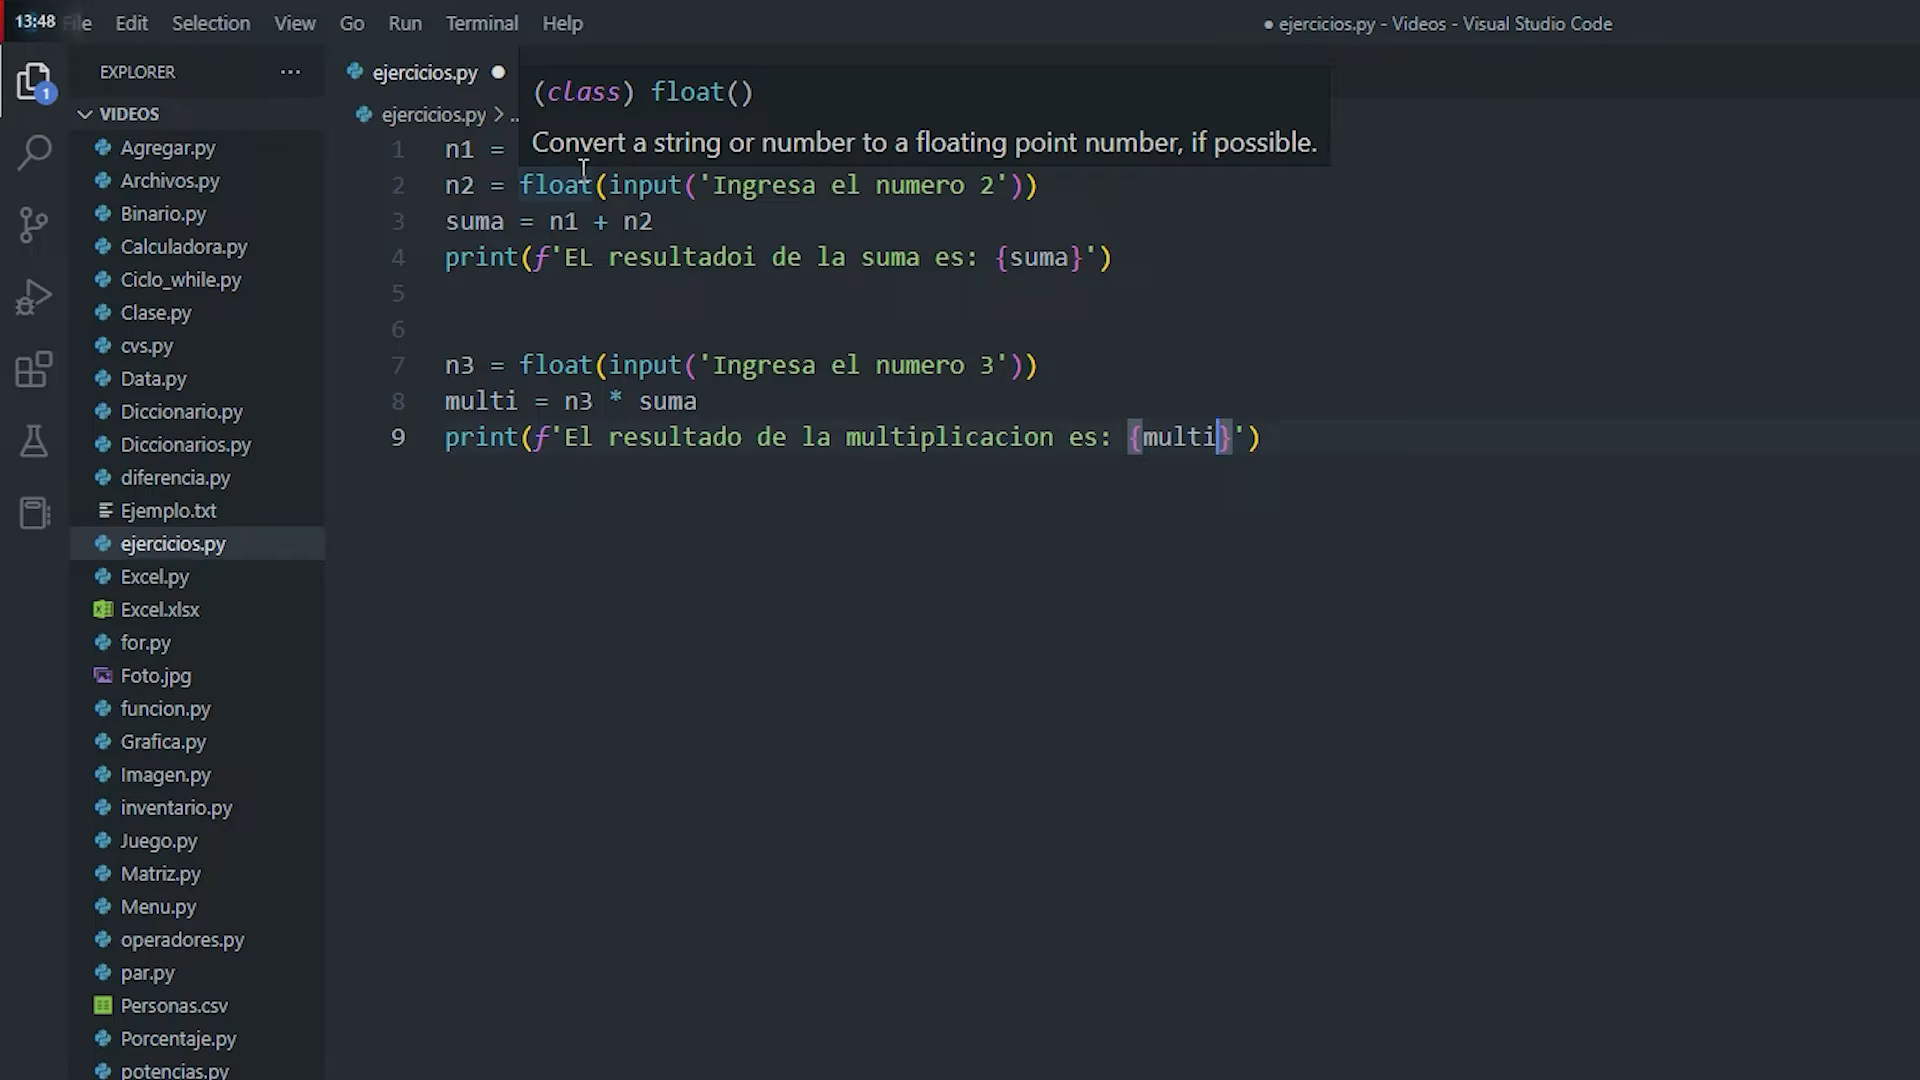 13:48 File Edit Selection View Go Run Terminal Help
● ejercicios.py - Videos - Visual Studio Code
EXPLORER ···
1
VIDEOS
Agregar.py
Archivos.py
Binario.py
Calculadora.py
Ciclo_while.py
Clase.py
cvs.py
Data.py
Diccionario.py
Diccionarios.py
diferencia.py
Ejemplo.txt
ejercicios.py
Excel.py
Excel.xlsx
for.py
Foto.jpg
funcion.py
Grafica.py
Imagen.py
inventario.py
Juego.py
Matriz.py
Menu.py
operadores.py
par.py
Personas.csv
Porcentaje.py
potencias.py
ejercicios.py ●
ejercicios.py > ..
(class) float()
Convert a string or number to a floating point number, if possible.
1 n1 =
2 n2 = float(input('Ingresa el numero 2'))
3 suma = n1 + n2
4 print(f'EL resultadoi de la suma es: {suma}')
5
6
7 n3 = float(input('Ingresa el numero 3'))
8 multi = n3 * suma
9 print(f'El resultado de la multiplicacion es: {multi}')